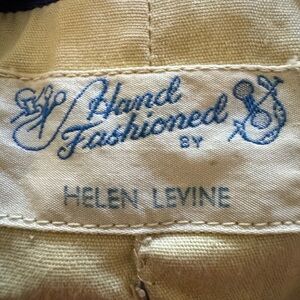 Hand
Fashioned
BY
HELEN LEVINE